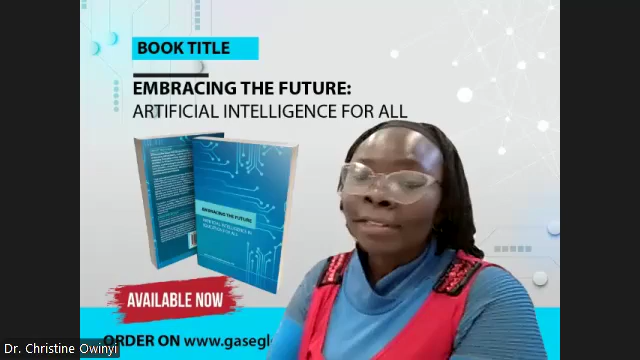 BOOK TITLE
EMBRACING THE FUTURE:
ARTIFICIAL INTELLIGENCE FOR ALL
EMBRACING THE FUTURE
AVAILABLE NOW
ORDER ON www.gasegl
Dr. Christine Owinyi